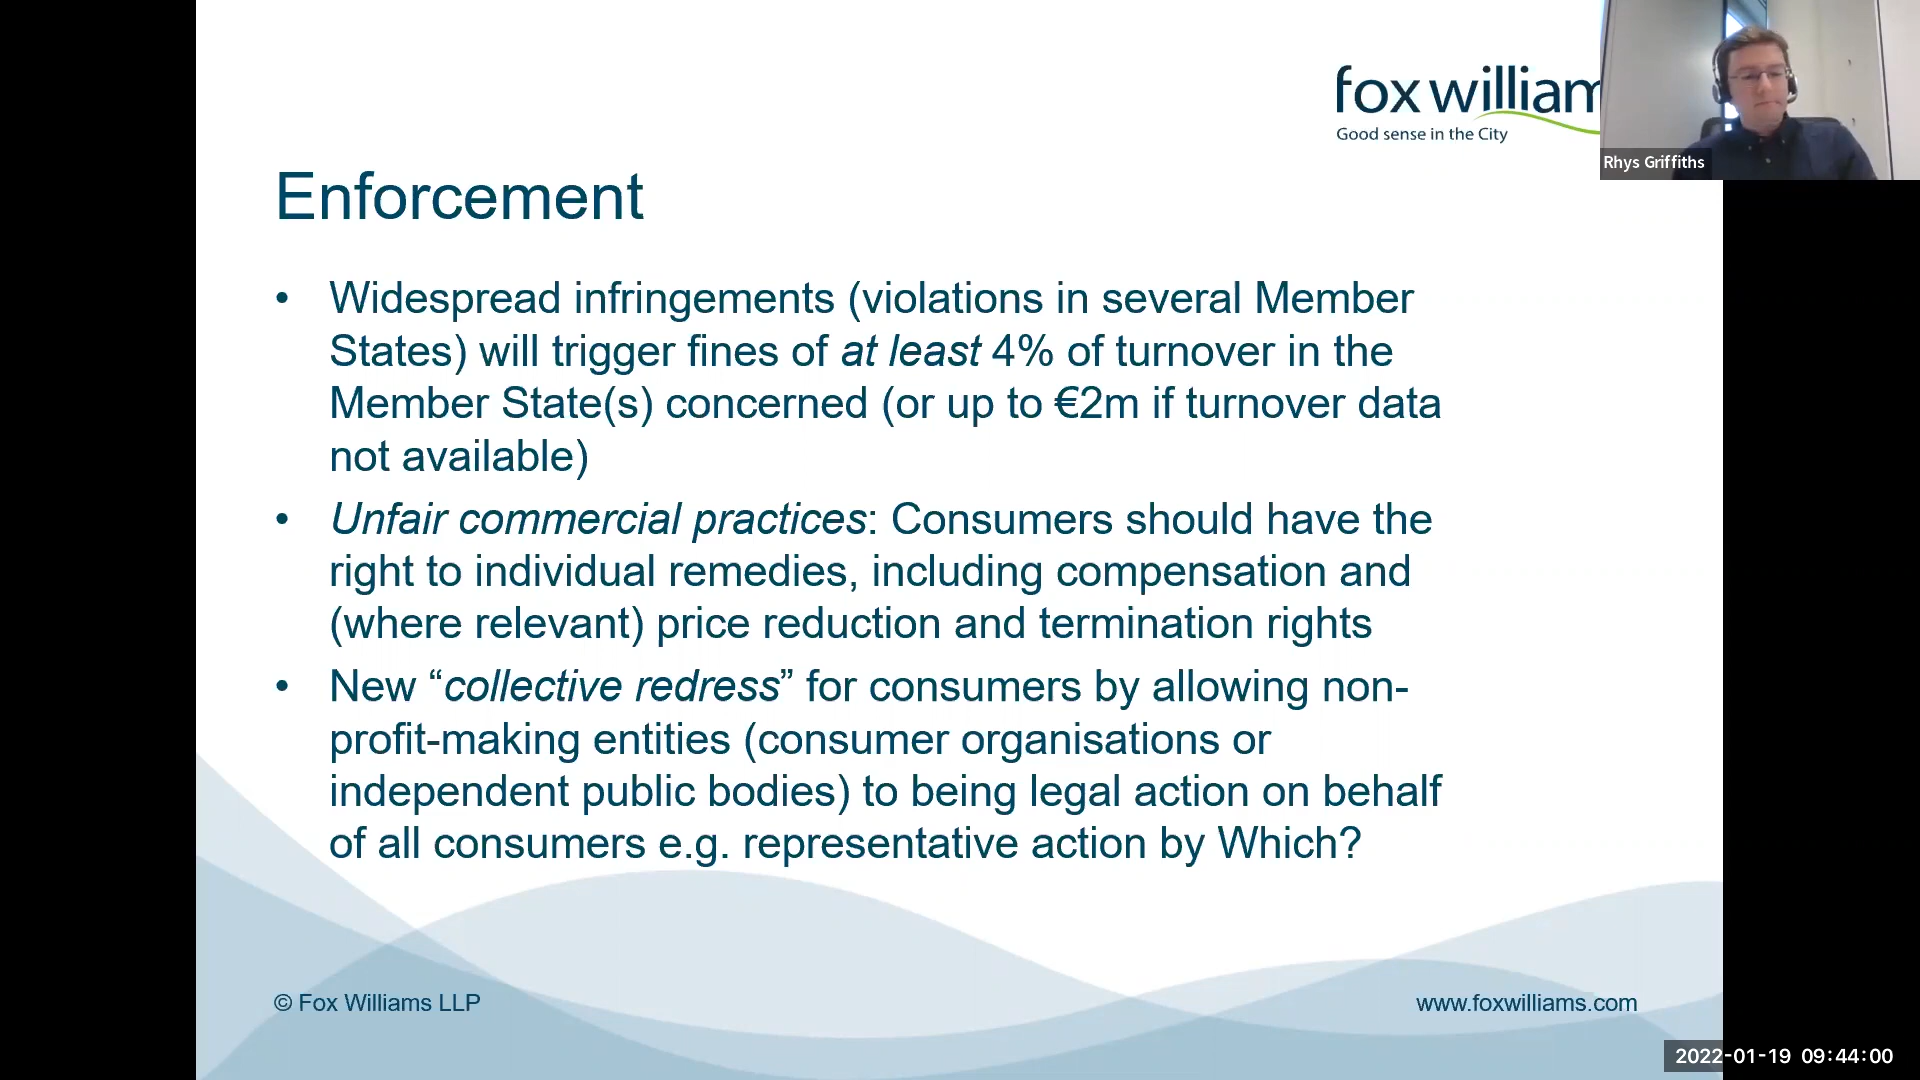 fox william
Good sense in the City
Rhys Griffiths
Enforcement
• Widespread infringements (violations in several Member
States) will trigger fines of at least 4% of turnover in the
Member State(s) concerned (or up to €2m if turnover data
not available)
• Unfair commercial practices: Consumers should have the
right to individual remedies, including compensation and
(where relevant) price reduction and termination rights
• New “collective redress” for consumers by allowing non-
profit-making entities (consumer organisations or
independent public bodies) to being legal action on behalf
of all consumers e.g. representative action by Which?
© Fox Williams LLP
www.foxwilliams.com
2022-01-19 09:44:00